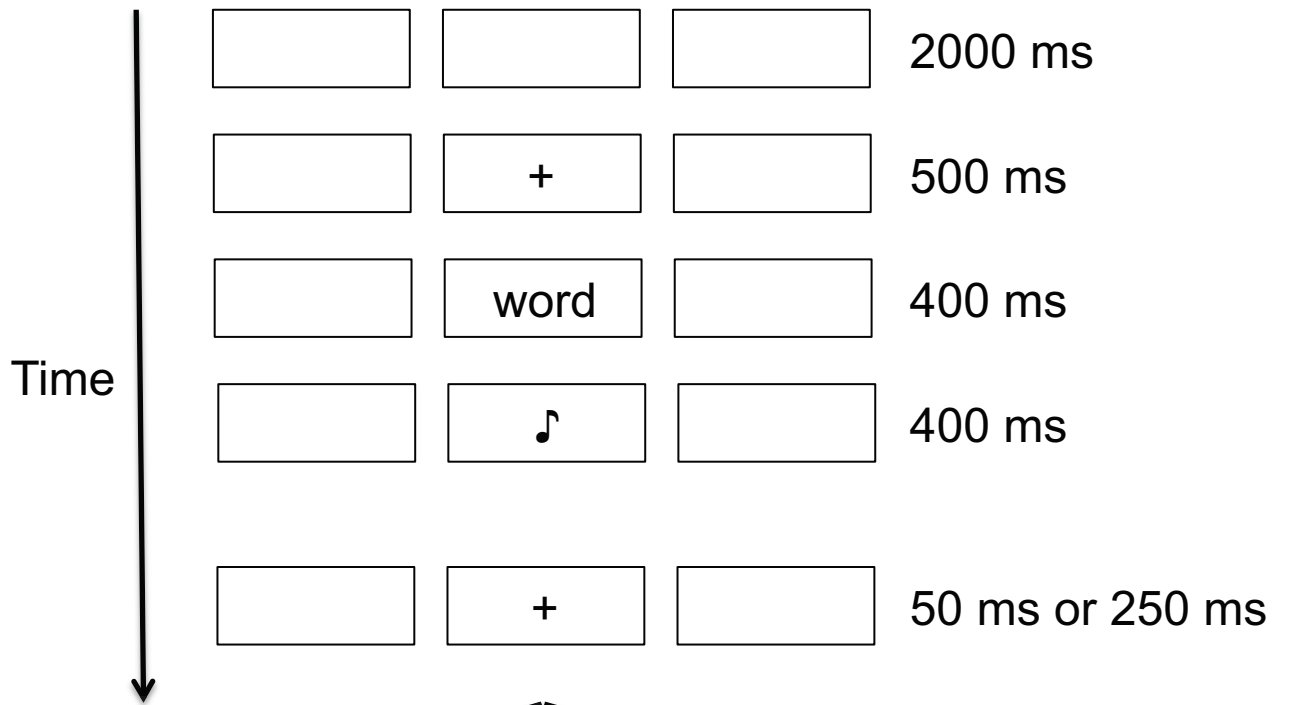 2000 ms
+ 500 ms
word 400 ms
Time
♪ 400 ms
+ 50 ms or 250 ms